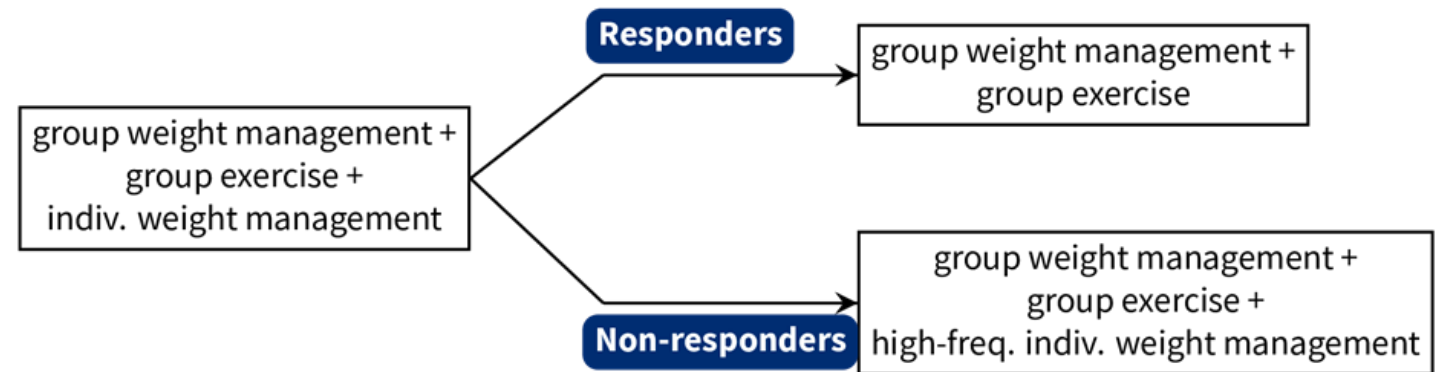 group weight management +
group exercise +
indiv. weight management
Responders
group weight management +
group exercise
Non-responders
group weight management +
group exercise +
high-freq. indiv. weight management